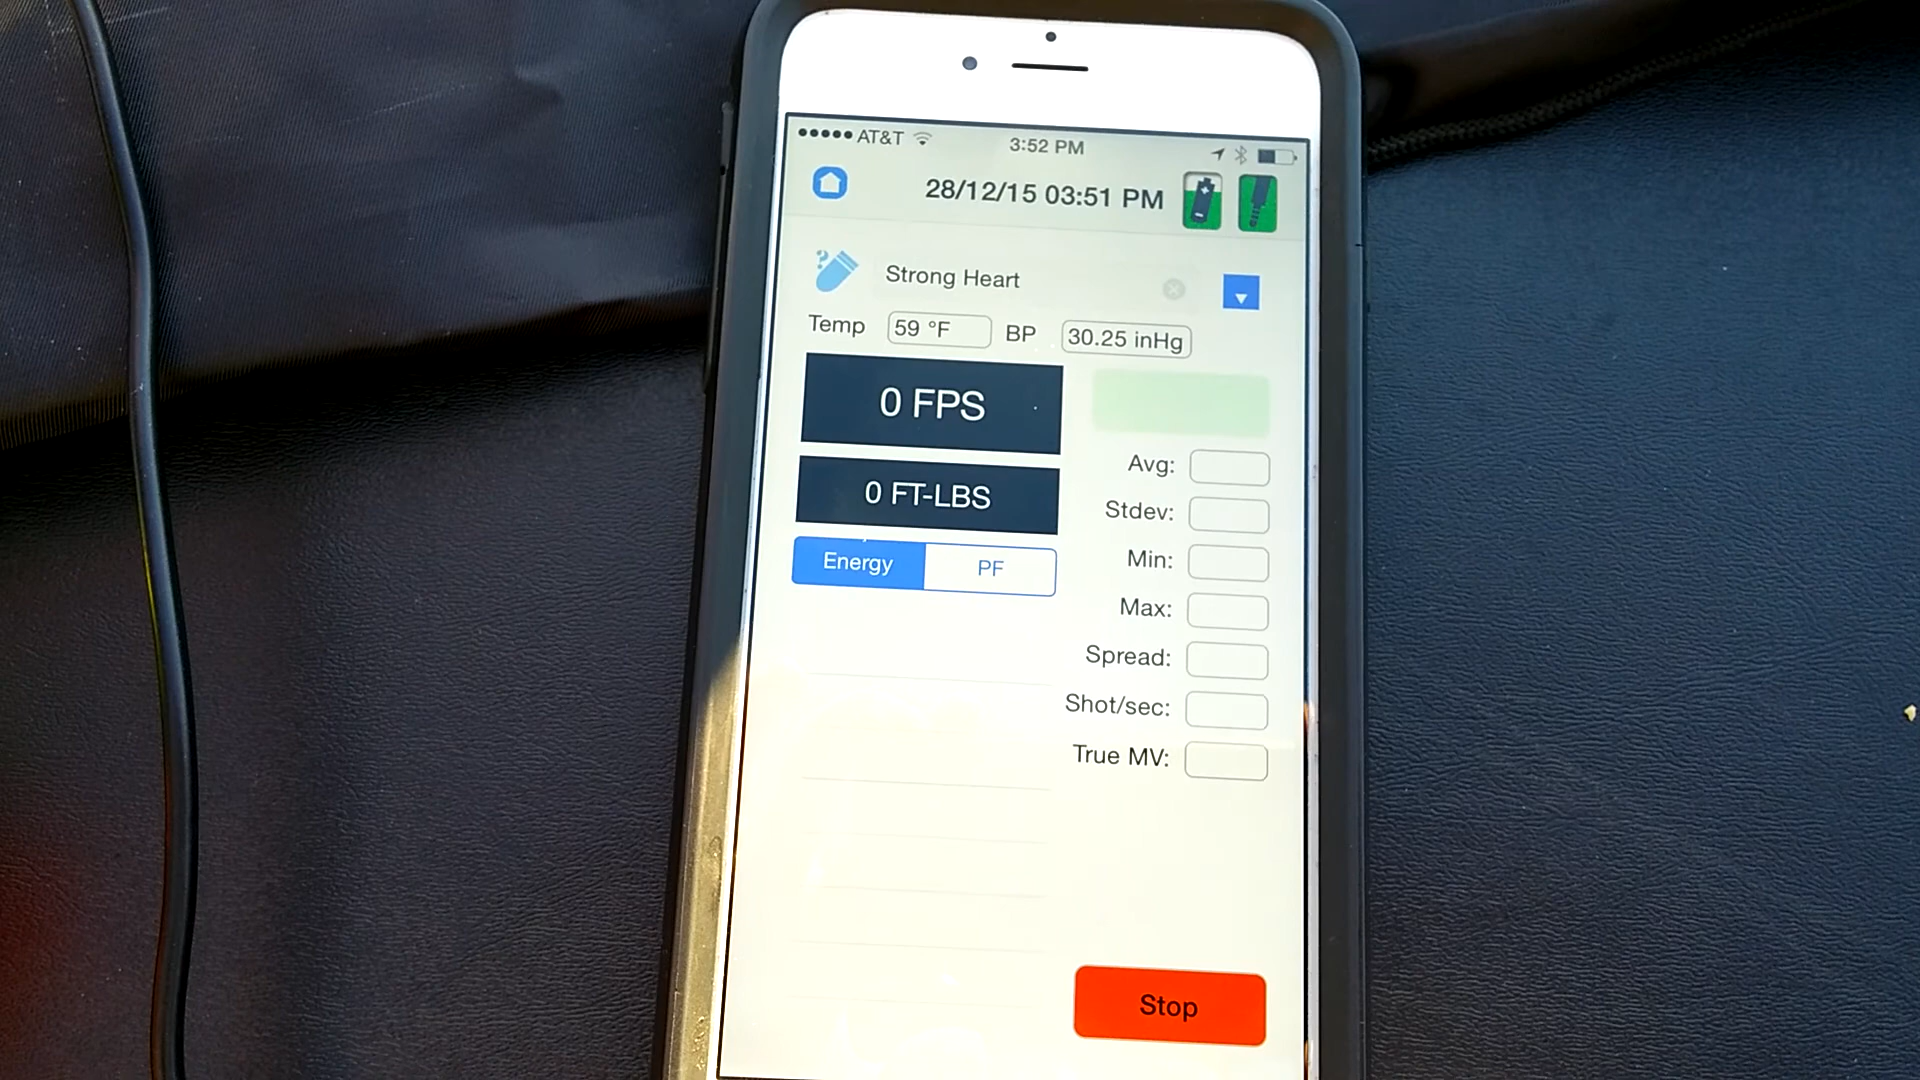 AT&T 3:52 PM
28/12/15 03:51 PM
? Strong Heart
Temp 59 °F BP 30.25 inHg
0 FPS
0 FT-LBS
Energy PF
Avg:
Stdev:
Min:
Max:
Spread:
Shot/sec:
True MV:
Stop